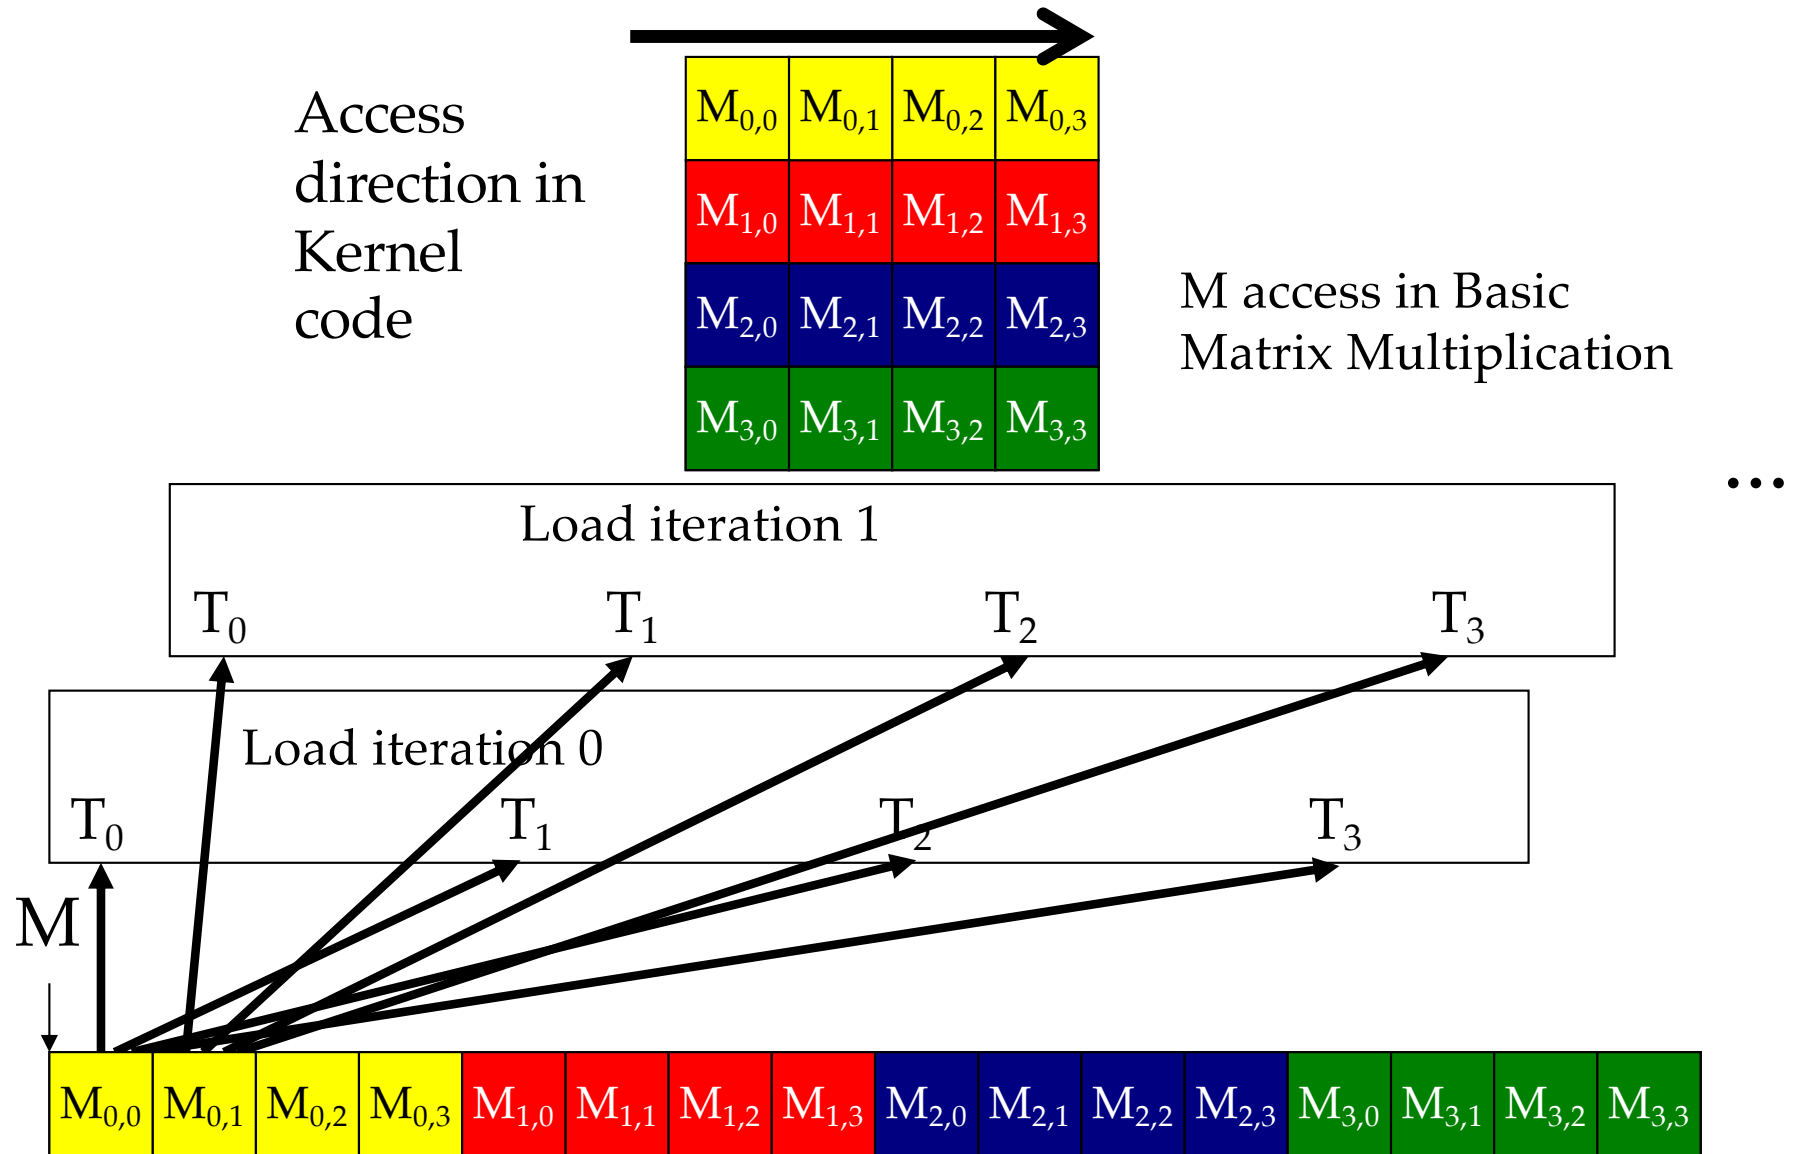 Access
direction in
Kernel
code
M0,0 M0,1 M0,2 M0,3
M1,0 M1,1 M1,2 M1,3
M2,0 M2,1 M2,2 M2,3
M3,0 M3,1 M3,2 M3,3
M access in Basic
Matrix Multiplication
...
Load iteration 1
T0 T1 T2 T3
Load iteration 0
T0 T1 T2 T3
M
M0,0 M0,1 M0,2 M0,3 M1,0 M1,1 M1,2 M1,3 M2,0 M2,1 M2,2 M2,3 M3,0 M3,1 M3,2 M3,3